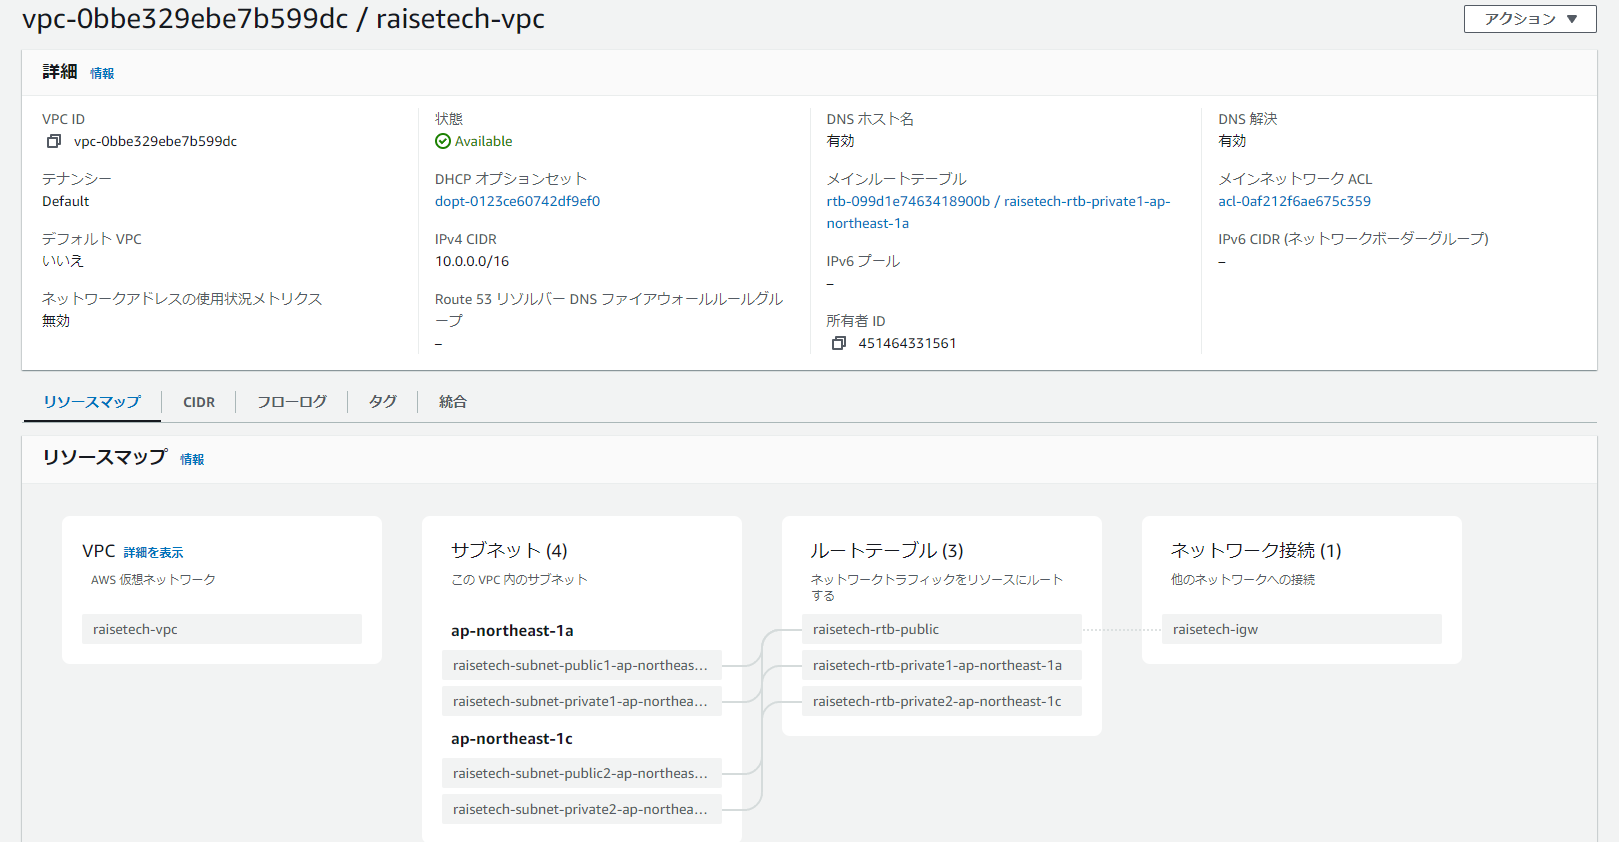 vpc-0bbe329ebe7b599dc / raisetech-vpc
アクション ▼
詳細 情報
VPC ID
vpc-0bbe329ebe7b599dc
状態
Available
DNS ホスト名
有効
DNS 解決
有効
テナンシー
Default
DHCP オプションセット
dopt-0123ce60742df9ef0
メインルートテーブル
rtb-099d1e7463418900b / raisetech-rtb-private1-ap-
northeast-1a
メインネットワーク ACL
acl-0af212f6ae675c359
デフォルト VPC
いいえ
IPv4 CIDR
10.0.0.0/16
IPv6 プール
–
IPv6 CIDR (ネットワークボーダーグループ)
–
ネットワークアドレスの使用状況メトリクス
無効
Route 53 リゾルバー DNS ファイアウォールルールグル
ープ
–
所有者 ID
451464331561
リソースマップ
CIDR
フローログ
タグ
統合
リソースマップ 情報
VPC 詳細を表示
AWS 仮想ネットワーク
raisetech-vpc
サブネット (4)
この VPC 内のサブネット
ap-northeast-1a
raisetech-subnet-public1-ap-northeas...
raisetech-subnet-private1-ap-northea...
ap-northeast-1c
raisetech-subnet-public2-ap-northeas...
raisetech-subnet-private2-ap-northea...
ルートテーブル (3)
ネットワークトラフィックをリソースにルート
する
raisetech-rtb-public
raisetech-rtb-private1-ap-northeast-1a
raisetech-rtb-private2-ap-northeast-1c
ネットワーク接続 (1)
他のネットワークへの接続
raisetech-igw